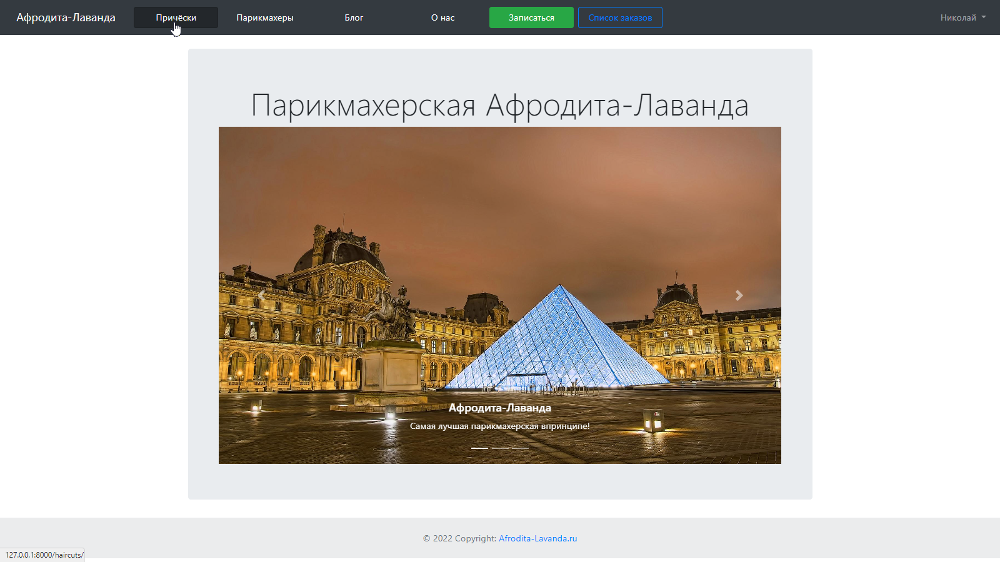 Афродита-Лаванда Причёски Парикмахеры Блог О нас Записаться Список заказов Николай
Парикмахерская Афродита-Лаванда
Афродита-Лаванда
Самая лучшая парикмахерская впринципе!
© 2022 Copyright: Afrodita-Lavanda.ru
127.0.0.1:8000/haircuts/